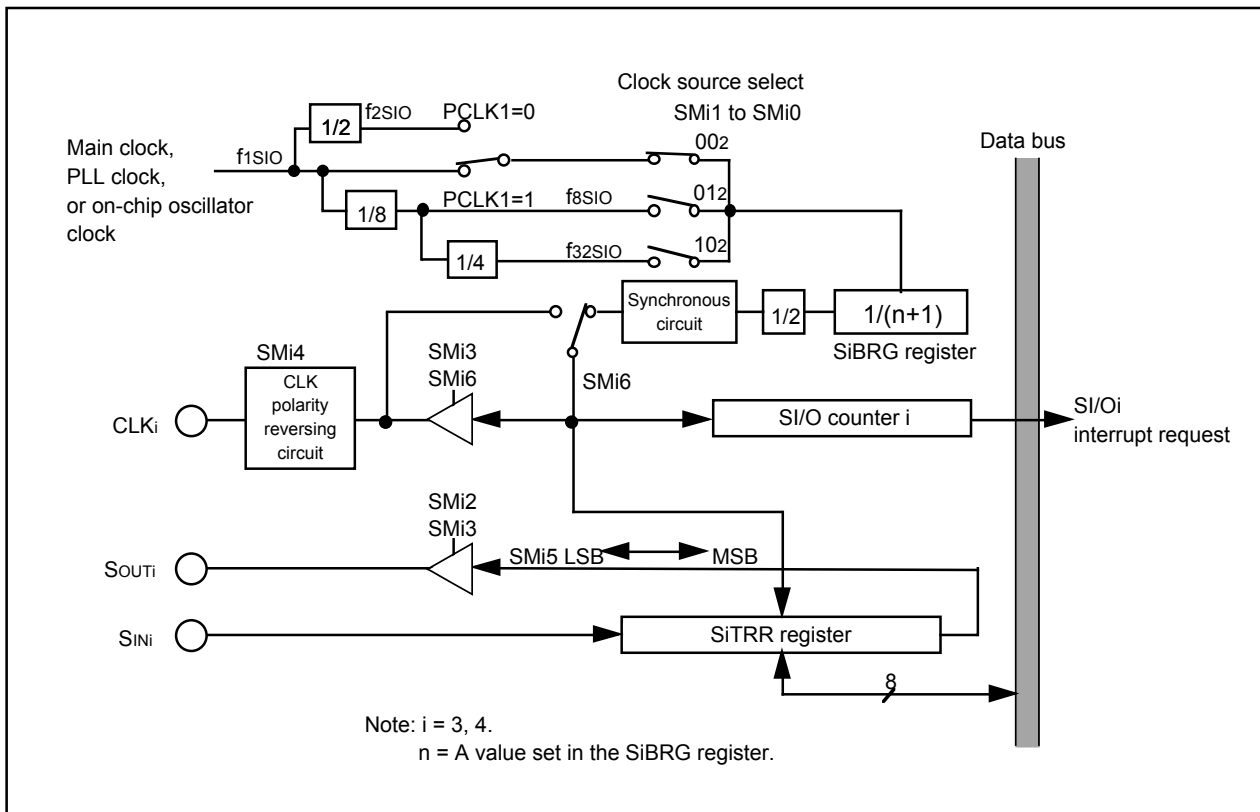 Clock source select
SMi1 to SMi0
Main clock,
PLL clock,
or on-chip oscillator
clock
f1SIO
1/2
f2SIO
PCLK1=0
002
1/8
PCLK1=1
f8SIO
012
1/4
f32SIO
102
Data bus
Synchronous
circuit
1/2
1/(n+1)
SiBRG register
SMi4
CLK
polarity
reversing
circuit
CLKi
SMi3
SMi6
SMi6
SI/O counter i
SI/Oi
interrupt request
SMi2
SMi3
SOUTi
SMi5 LSB
MSB
SINi
SiTRR register
8
Note: i = 3, 4.
n = A value set in the SiBRG register.